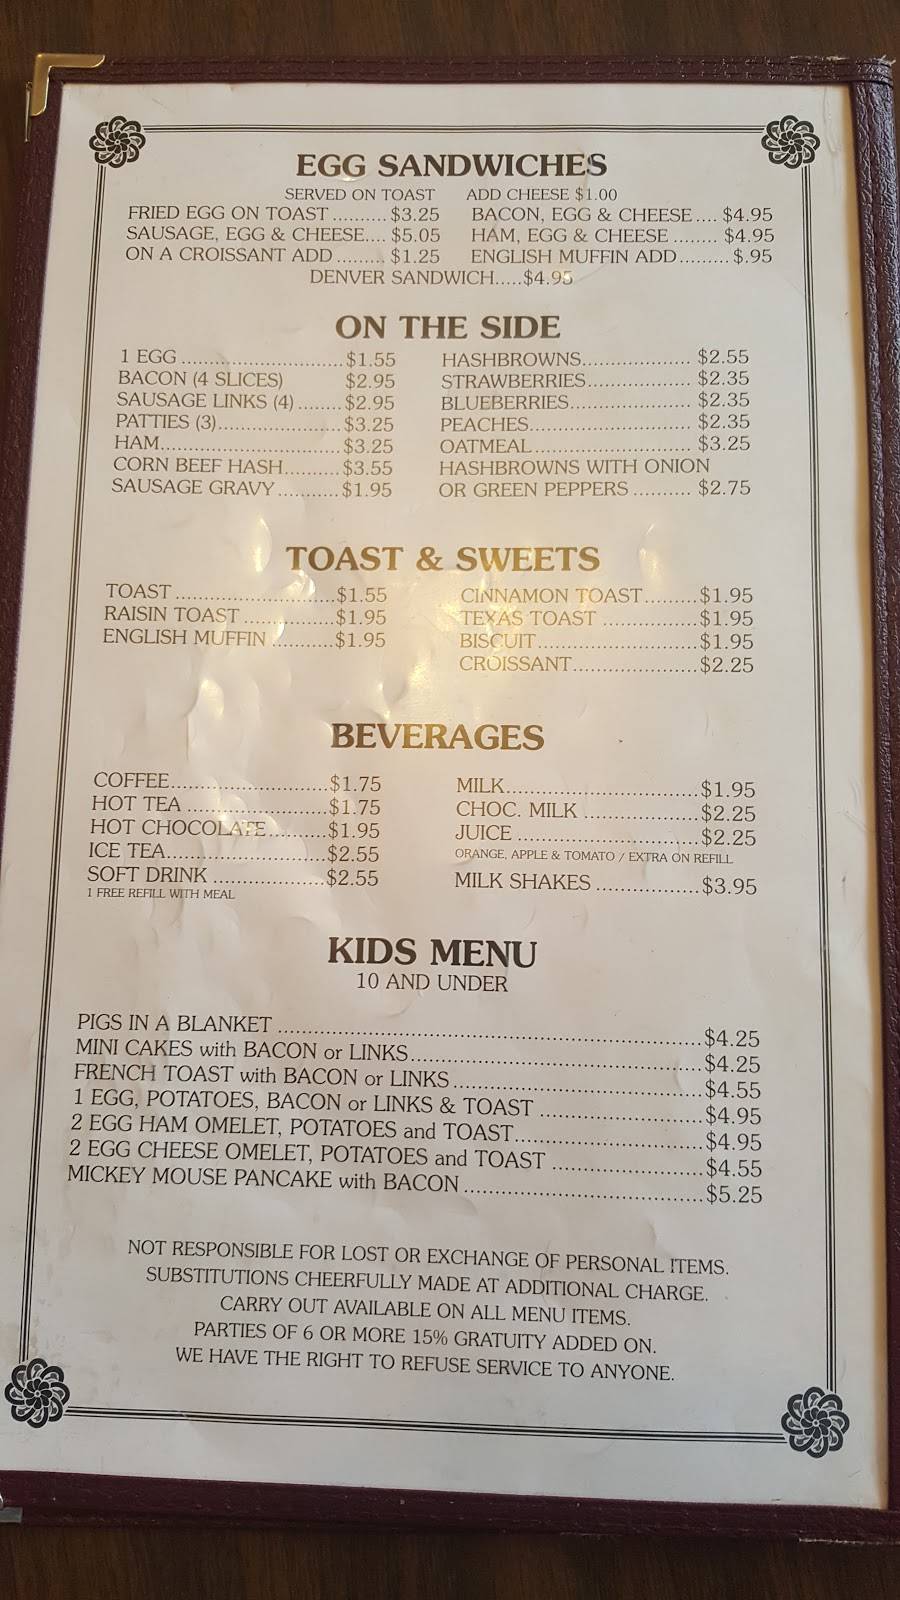 EGG SANDWICHES
SERVED ON TOAST ADD CHEESE $1.00
FRIED EGG ON TOAST.......... $3.25 BACON, EGG & CHEESE.... $4.95
SAUSAGE, EGG & CHEESE.... $5.05 HAM, EGG & CHEESE ........ $4.95
ON A CROISSANT ADD ......... $1.25 ENGLISH MUFFIN ADD......... $.95
DENVER SANDWICH.....$4.95
ON THE SIDE
1 EGG ............................$1.55 HASHBROWNS.................... $2.55
BACON (4 SLICES) $2.95 STRAWBERRIES................... $2.35
SAUSAGE LINKS (4) ........$2.95 BLUEBERRIES...................... $2.35
PATTIES (3)......................$3.25 PEACHES.............................. $2.35
HAM................................$3.25 OATMEAL............................. $3.25
CORN BEEF HASH..........$3.55 HASHBROWNS WITH ONION
SAUSAGE GRAVY...........$1.95 OR GREEN PEPPERS .......... $2.75
TOAST & SWEETS
TOAST ............................$1.55 CINNAMON TOAST.........$1.95
RAISIN TOAST ................$1.95 TEXAS TOAST .................$1.95
ENGLISH MUFFIN ...........$1.95 BISCUIT.............................$1.95
CROISSANT......................$2.25
BEVERAGES
COFFEE............................$1.75 MILK..................................$1.95
HOT TEA .........................$1.75 CHOC. MILK ....................$2.25
HOT CHOCOLATE..........$1.95 JUICE ................................$2.25
ICE TEA............................$2.55 ORANGE, APPLE & TOMATO / EXTRA ON REFILL
SOFT DRINK ....................$2.55 MILK SHAKES ..................$3.95
1 FREE REFILL WITH MEAL
KIDS MENU
10 AND UNDER
PIGS IN A BLANKET ..........................................................................$4.25
MINI CAKES with BACON or LINKS....................................................$4.25
FRENCH TOAST with BACON or LINKS.............................................$4.55
1 EGG, POTATOES, BACON or LINKS & TOAST .............................$4.95
2 EGG HAM OMELET, POTATOES and TOAST.................................$4.95
2 EGG CHEESE OMELET, POTATOES and TOAST ..........................$4.55
MICKEY MOUSE PANCAKE with BACON..........................................$5.25
NOT RESPONSIBLE FOR LOST OR EXCHANGE OF PERSONAL ITEMS.
SUBSTITUTIONS CHEERFULLY MADE AT ADDITIONAL CHARGE.
CARRY OUT AVAILABLE ON ALL MENU ITEMS.
PARTIES OF 6 OR MORE 15% GRATUITY ADDED ON.
WE HAVE THE RIGHT TO REFUSE SERVICE TO ANYONE.